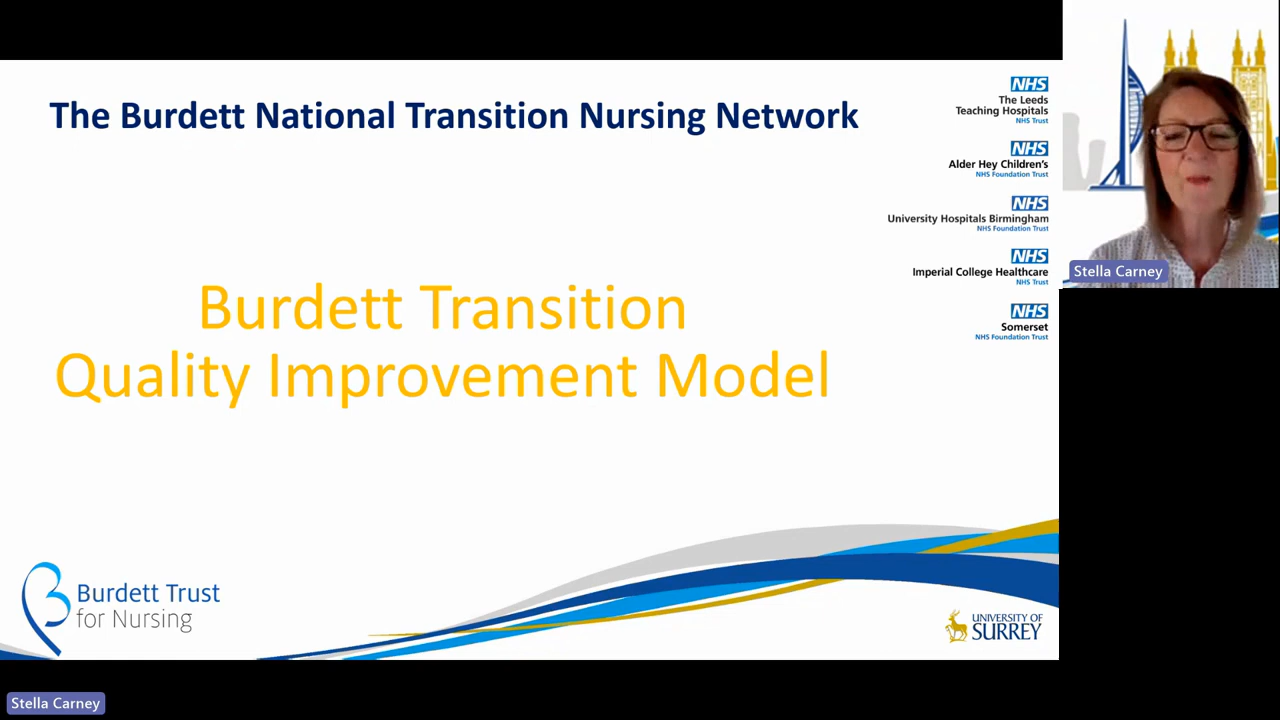 The Burdett National Transition Nursing Network
NHS
The Leeds
Teaching Hospitals
NHS Trust
NHS
Alder Hey Children's
NHS Foundation Trust
NHS
University Hospitals Birmingham
NHS Foundation Trust
NHS
Imperial College Healthcare
NHS Trust
NHS
Somerset
NHS Foundation Trust
Stella Carney
Burdett Transition
Quality Improvement Model
Burdett Trust
for Nursing
UNIVERSITY OF
SURREY
Stella Carney